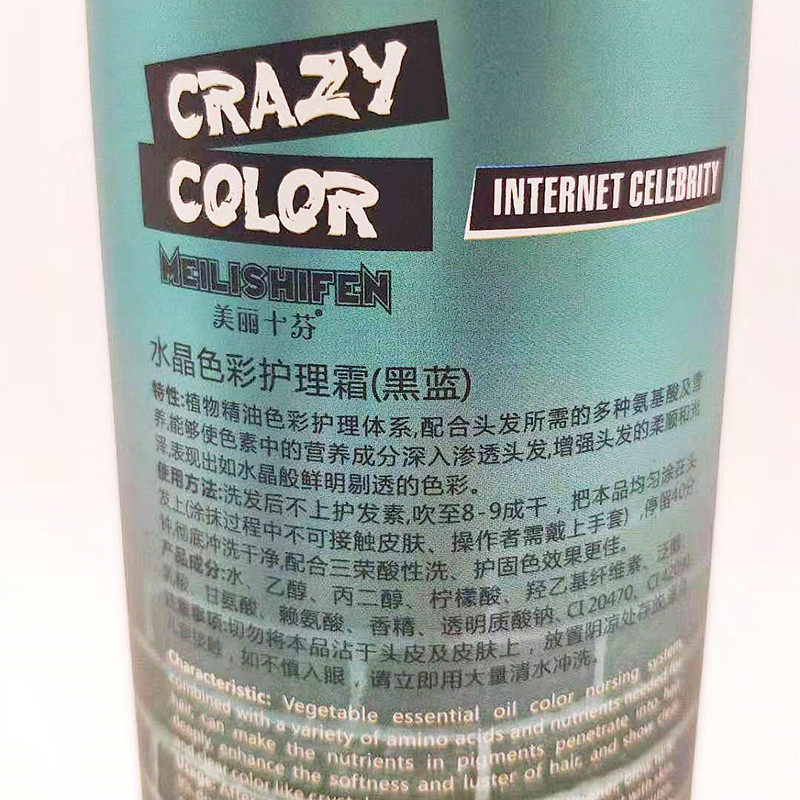 CRAZY
COLOR
INTERNET CELEBRITY
MEILISHIFEN
美丽十芬
水晶色彩护理霜(黑蓝)
特性:植物精油色彩护理体系,配合头发所需的多种氨基酸及营
养,能够使色素中的营养成分深入渗透头发,增强头发的柔顺和光
泽,表现出如水晶般鲜明剔透的色彩。
使用方法:洗发后不上护发素,吹至8-9成干,把本品均匀涂在头
发上(涂抹过程中不可接触皮肤、操作者需戴上手套),停留40分
钟,彻底冲洗干净,配合三荣酸性洗、护固色效果更佳。
产品成分:水、乙醇、丙二醇、柠檬酸、羟乙基纤维素、泛醇、
乳酸、甘氨酸、赖氨酸、香精、透明质酸钠、CI 20470、
注意事项:切勿将本品沾于头皮及皮肤上,放置阴凉处存放,
儿童接触,如不慎入眼,请立即用大量清水冲洗。
Characteristic: Vegetable essential oil color nursing system,
combined with a variety of amino acids and nutrients
hair, can make the nutrients in pigments penetrate into
deeply enhance the softness and luster of hair, and show
color like crystal